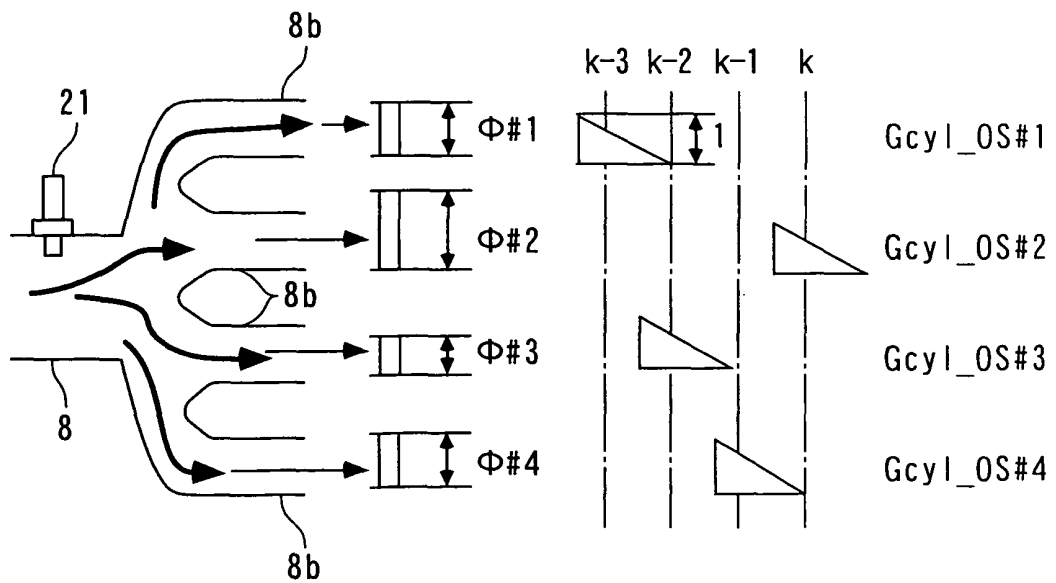 8b
k-3 k-2 k-1 k
21
Φ#1
1
Gcyl_OS#1
Φ#2
Gcyl_OS#2
8b
Φ#3
Gcyl_OS#3
8
Φ#4
Gcyl_OS#4
8b